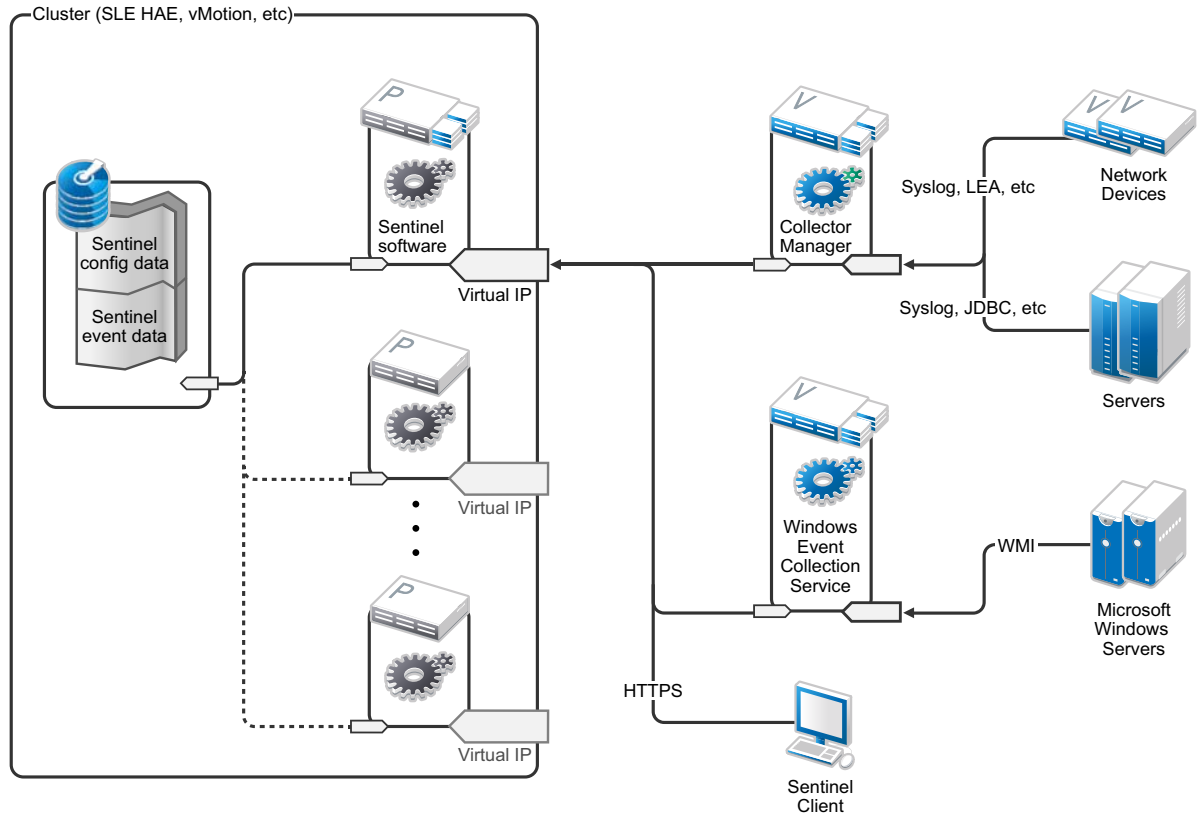 Cluster (SLE HAE, vMotion, etc)
P
Sentinel
software
Virtual IP
Sentinel
config data
Sentinel
event data
P
Virtual IP
P
Virtual IP
V
Collector
Manager
Syslog, LEA, etc
V
V
Network
Devices
Syslog, JDBC, etc
Servers
V
Windows
Event
Collection
Service
WMI
Microsoft
Windows
Servers
HTTPS
Sentinel
Client